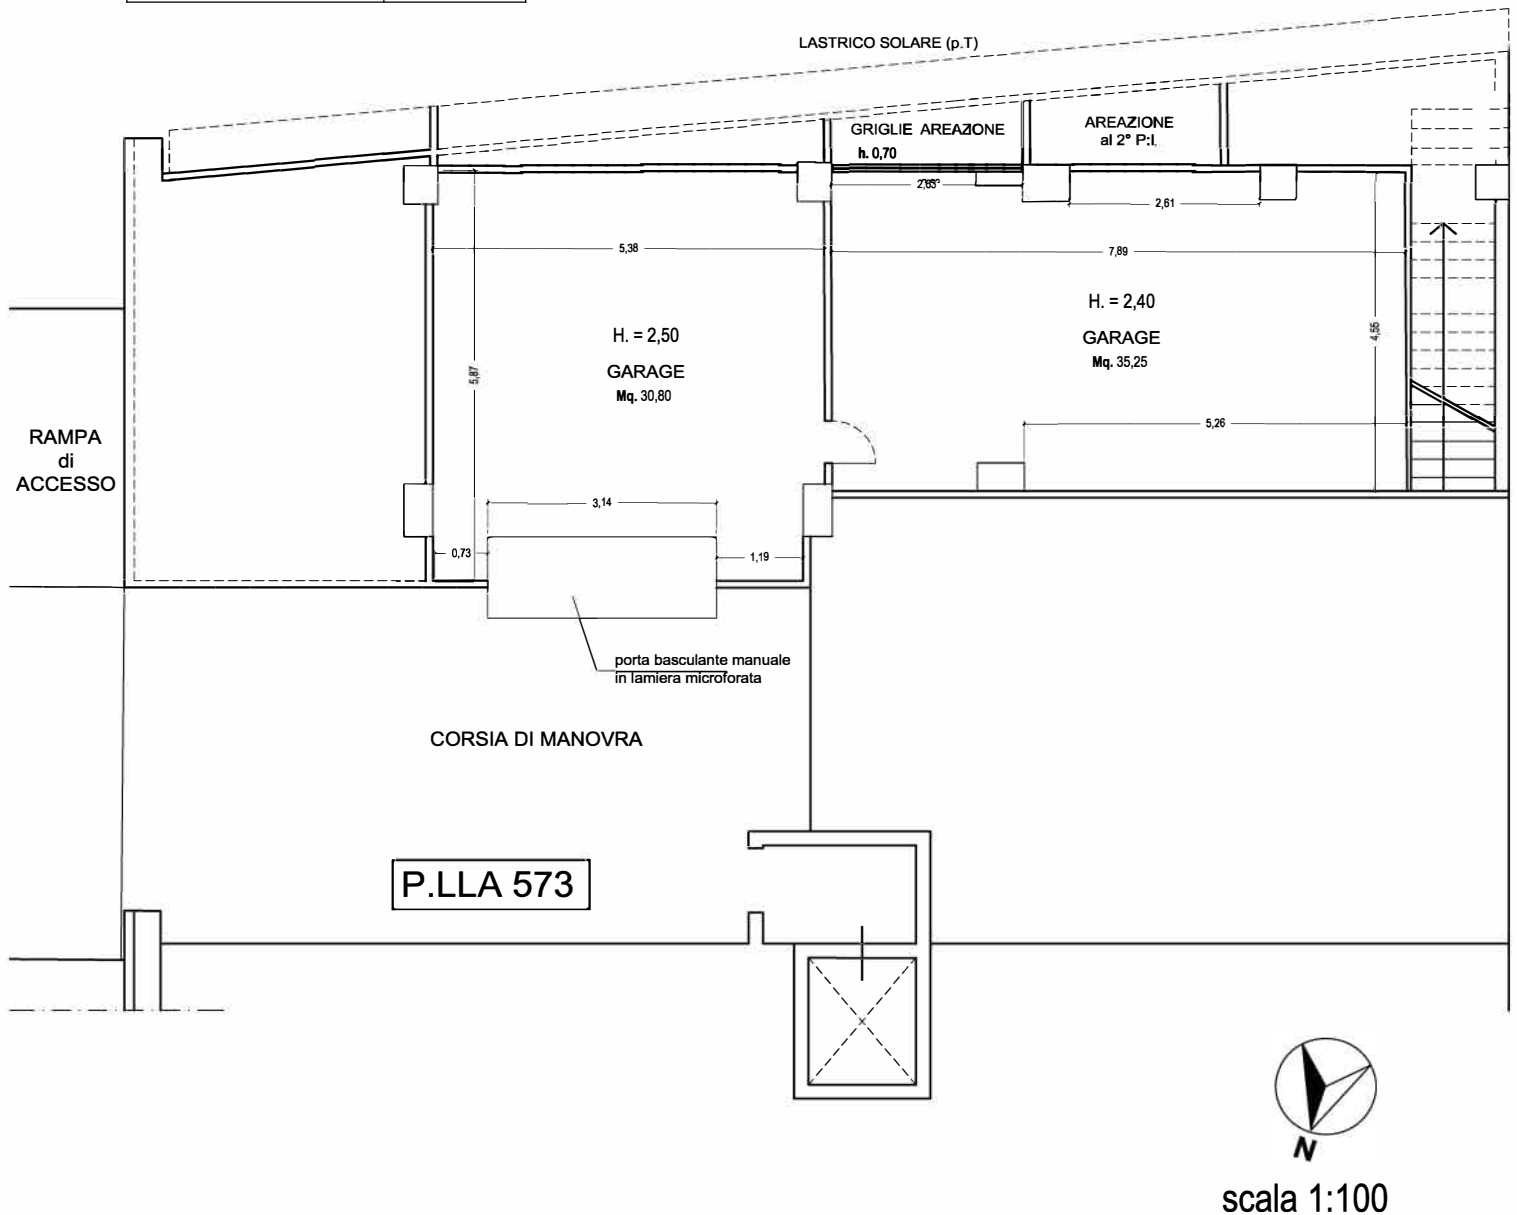 LASTRICO SOLARE (p.T)
GRIGLIE AREAZIONE
h. 0,70
AREAZIONE
al 2° P:I.
2,61
5,38
7,89
H. = 2,50
GARAGE
Mq. 30,80
5,87
H. = 2,40
GARAGE
Mq. 35,25
4,55
5,26
RAMPA
di
ACCESSO
3,14
0,73
1,19
porta basculante manuale
in lamiera microforata
CORSIA DI MANOVRA
P.LLA 573
N
scala 1:100